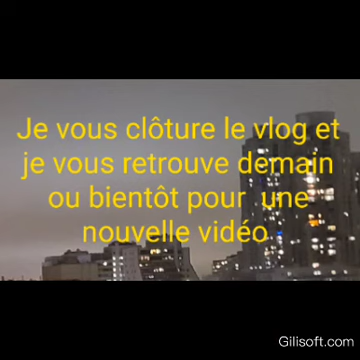 Je vous clôture le vlog et
je vous retrouve demain
ou bientôt pour une
nouvelle vidéo
Gilisoft.com